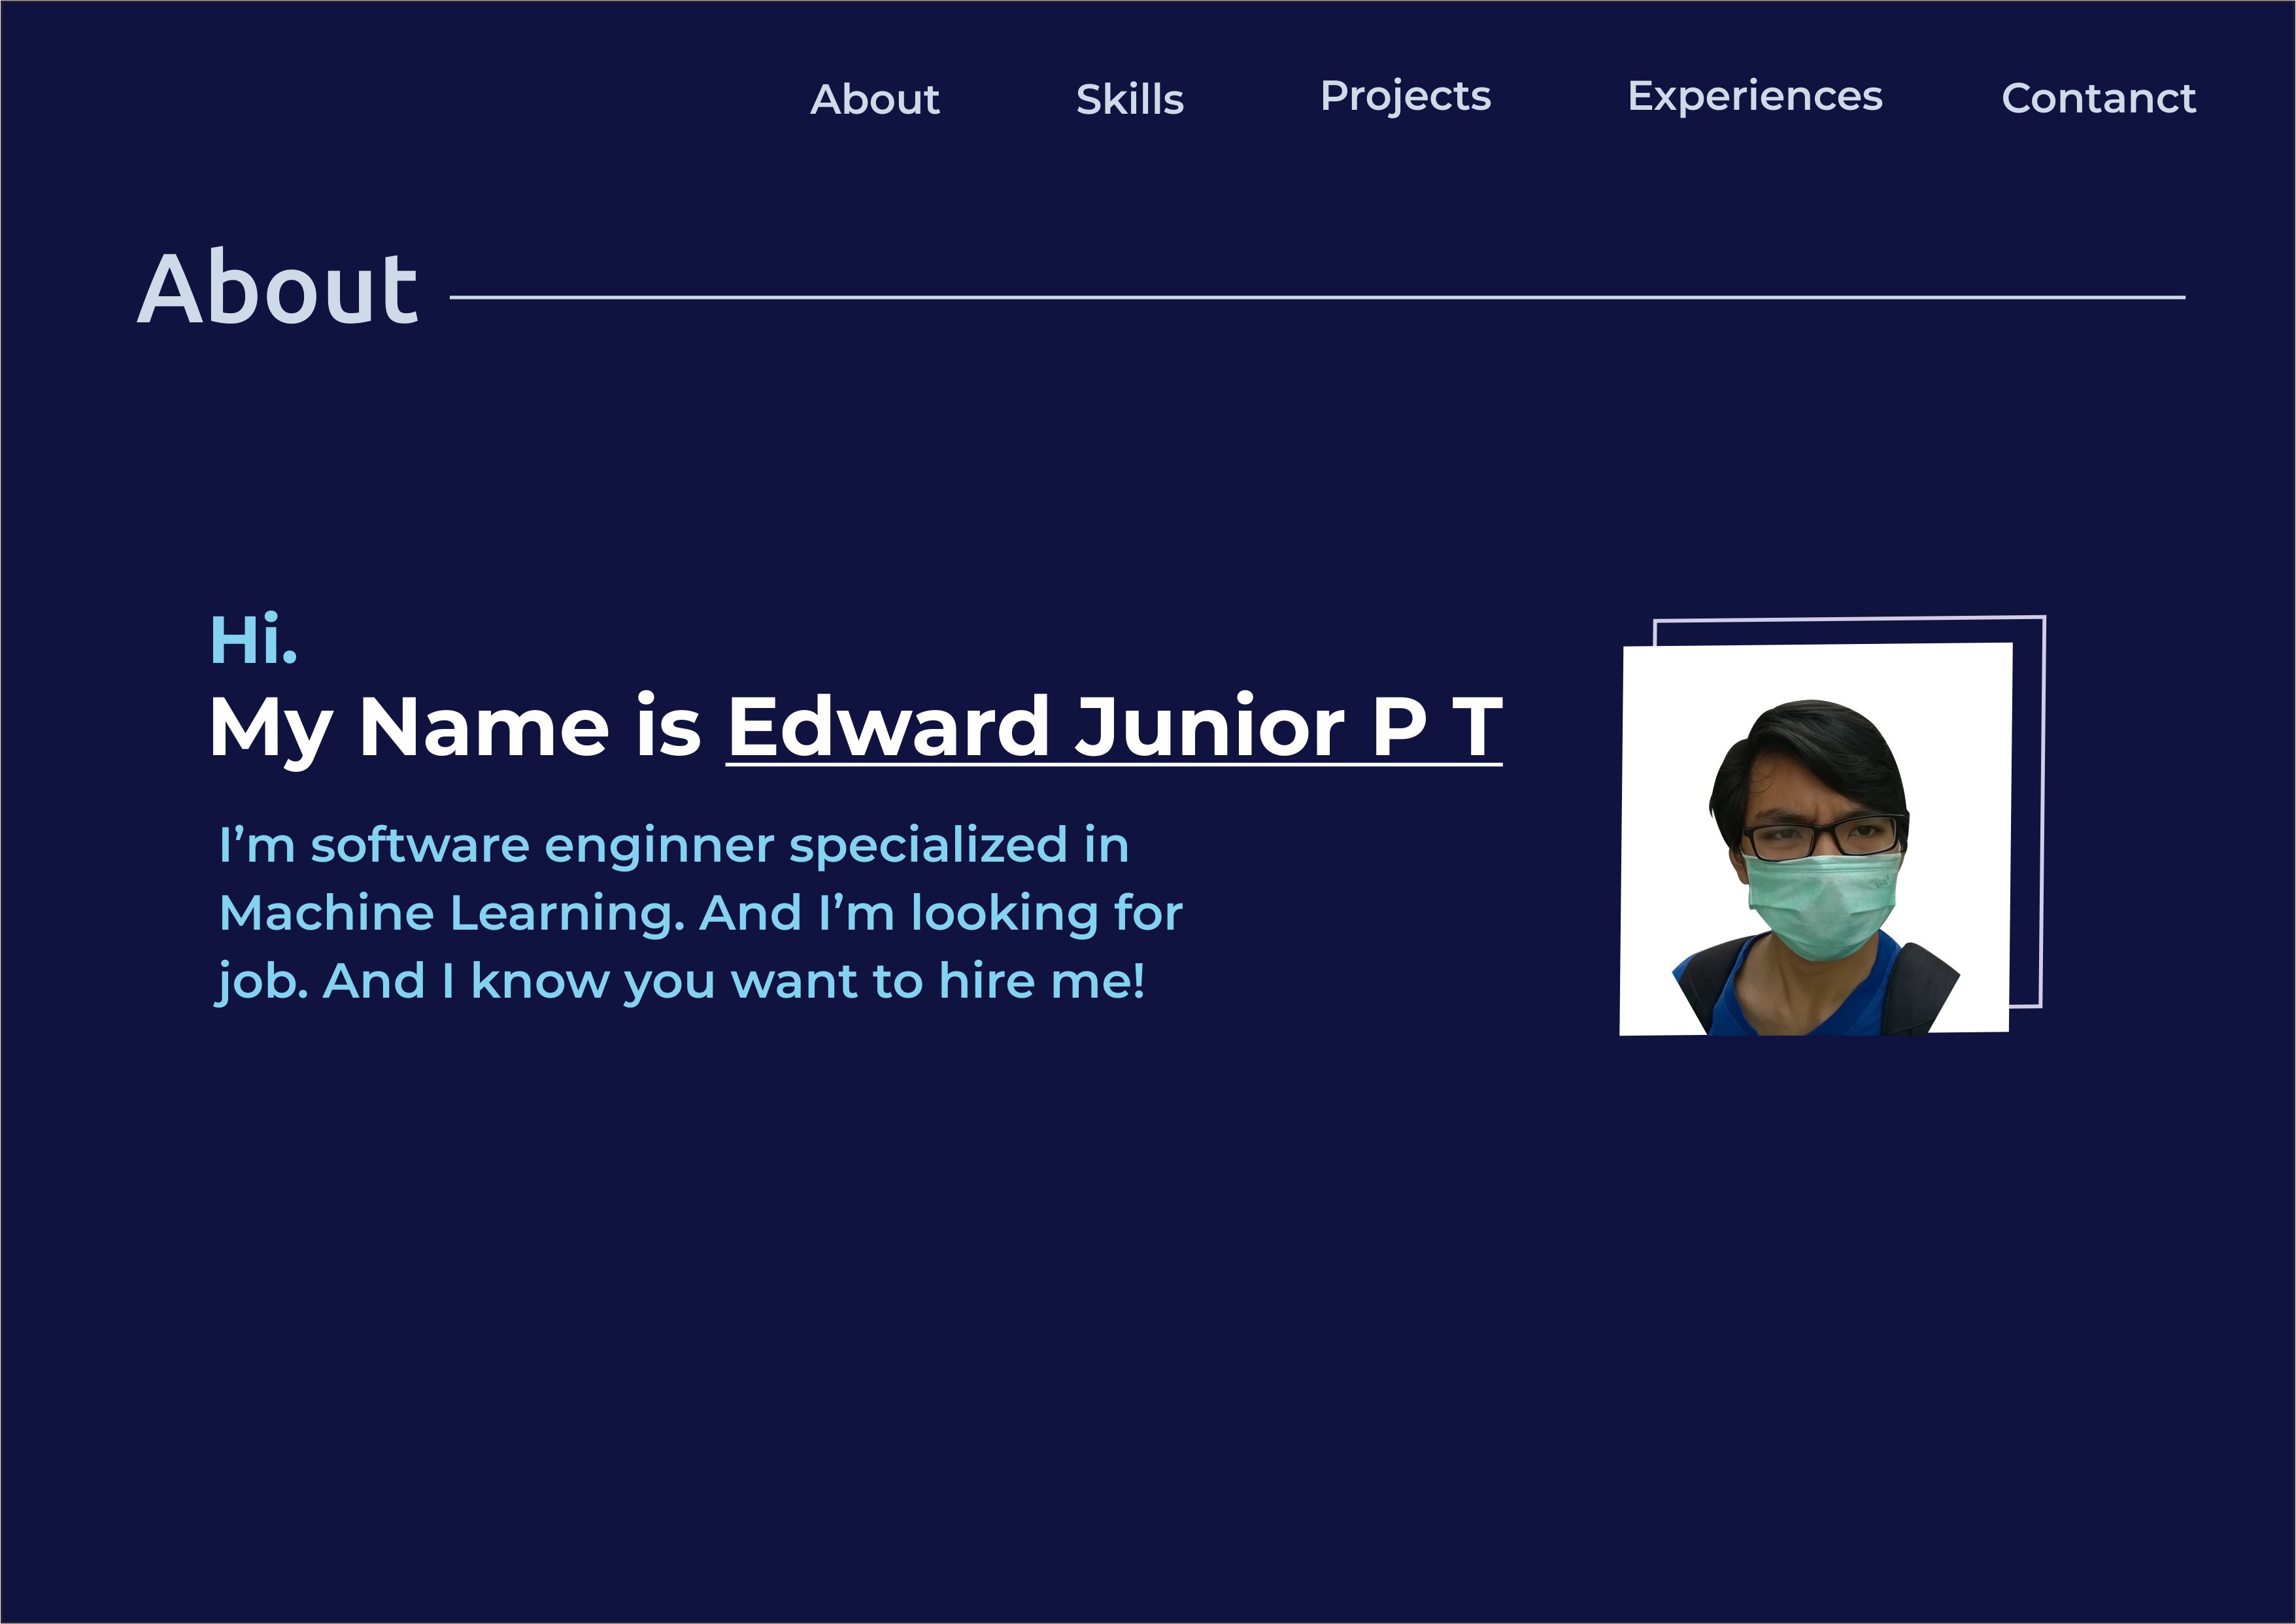 About Skills Projects Experiences Contanct
About
Hi.
My Name is Edward Junior P T
I’m software enginner specialized in
Machine Learning. And I’m looking for
job. And I know you want to hire me!